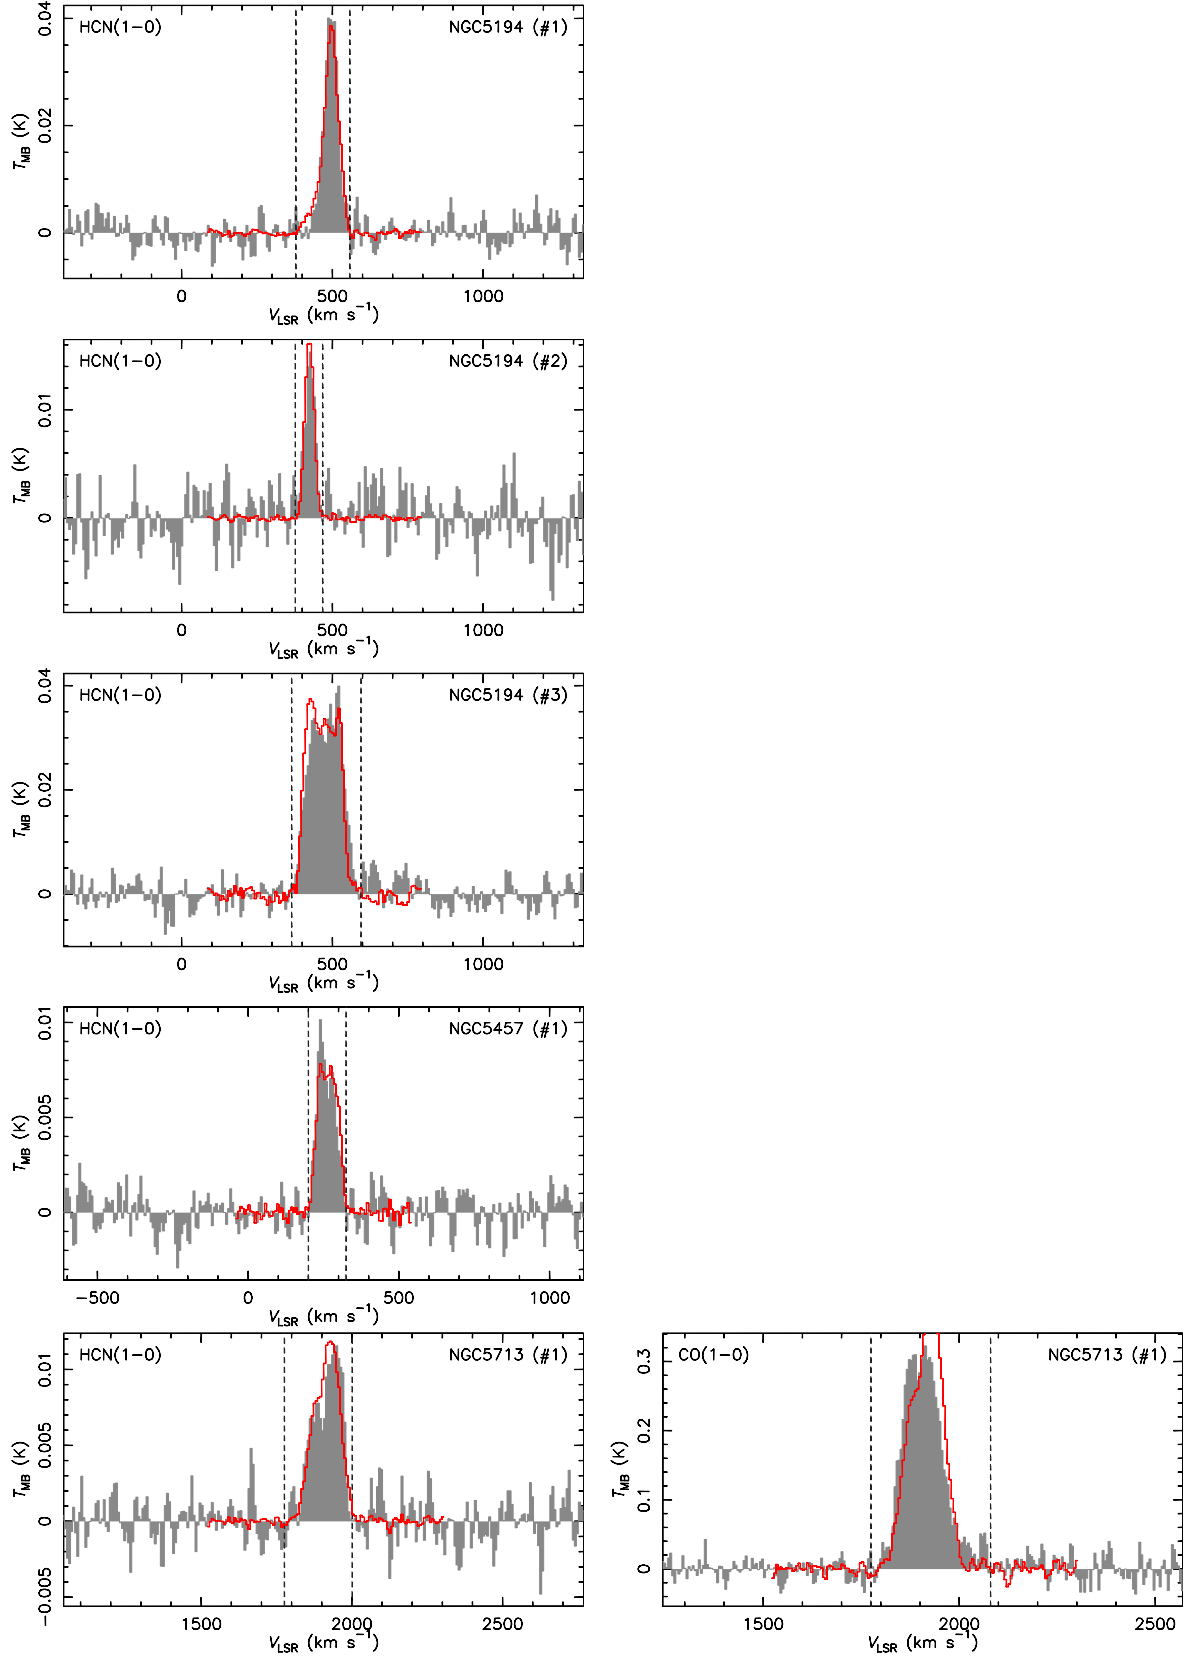 HCN(1−0) NGC5194 (#1)
0.04
0.02
0
T_MB (K)
0 500 1000
V_LSR (km s⁻¹)
HCN(1−0) NGC5194 (#2)
0.01
0
T_MB (K)
0 500 1000
V_LSR (km s⁻¹)
HCN(1−0) NGC5194 (#3)
0.04
0.02
0
T_MB (K)
0 500 1000
V_LSR (km s⁻¹)
HCN(1−0) NGC5457 (#1)
0.01
0.005
0
T_MB (K)
−500 0 500 1000
V_LSR (km s⁻¹)
HCN(1−0) NGC5713 (#1)
0.01
0.005
0
−0.005
T_MB (K)
1500 2000 2500
V_LSR (km s⁻¹)
CO(1−0) NGC5713 (#1)
0.3
0.2
0.1
0
T_MB (K)
1500 2000 2500
V_LSR (km s⁻¹)